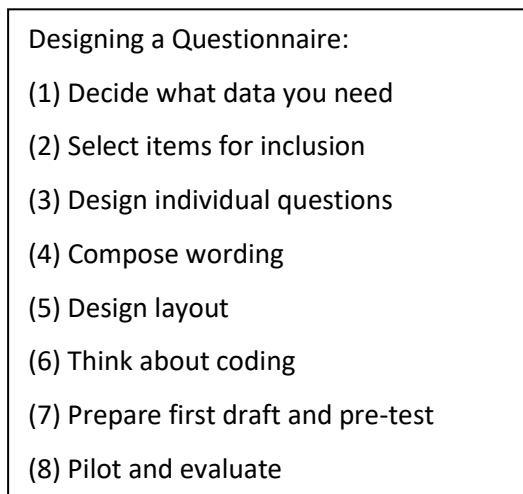 Designing a Questionnaire:
(1) Decide what data you need
(2) Select items for inclusion
(3) Design individual questions
(4) Compose wording
(5) Design layout
(6) Think about coding
(7) Prepare first draft and pre-test
(8) Pilot and evaluate